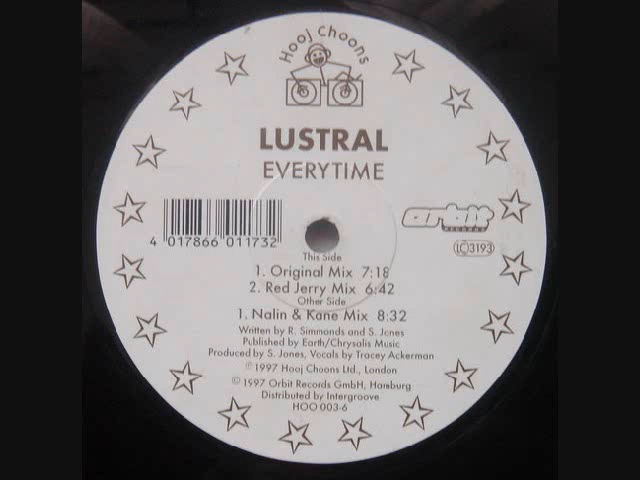 Hooj Choons
LUSTRAL
EVERYTIME
4 017866 011732
orbit
RECORDS
LC 3193
This Side
1. Original Mix 7:18
2. Red Jerry Mix 6:42
Other Side
1. Nalin & Kane Mix 8:32
Written by R. Simmonds and S. Jones
Published by Earth/Chrysalis Music
Produced by S. Jones, Vocals by Tracey Ackerman
℗ 1997 Hooj Choons Ltd., London
© 1997 Orbit Records GmbH, Hamburg
Distributed by Intergroove
HOO 003-6